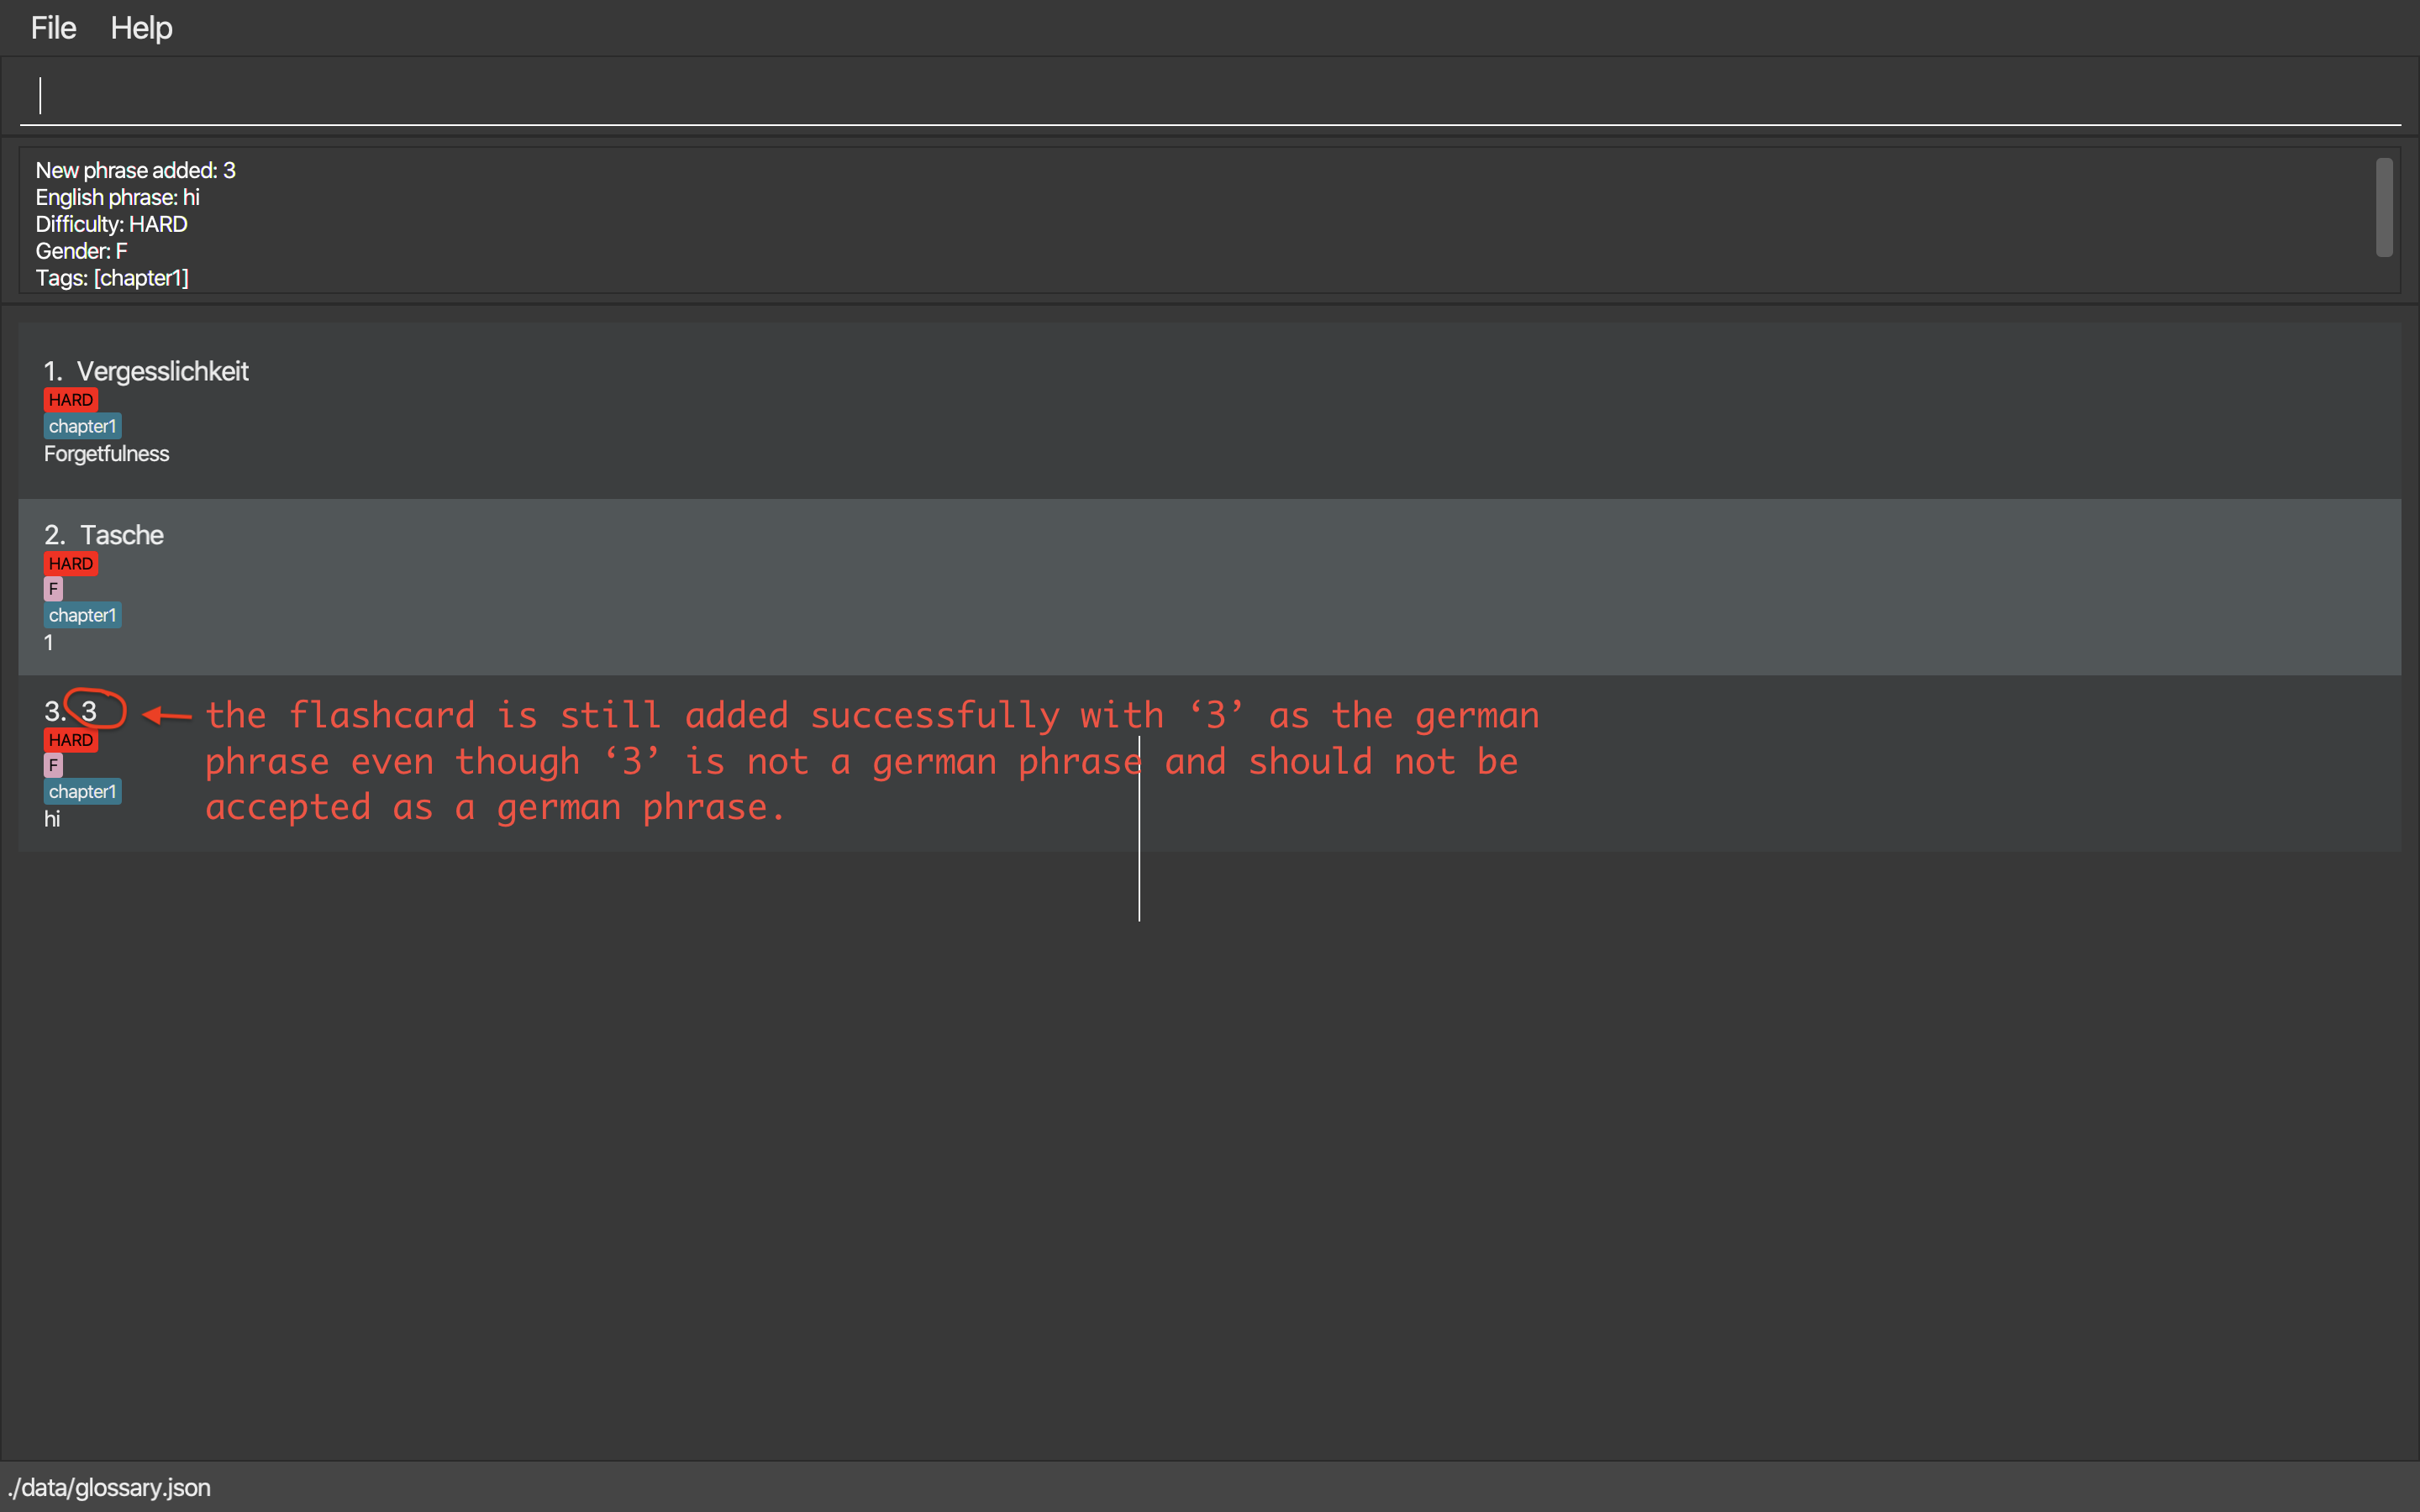 File Help
New phrase added: 3
English phrase: hi
Difficulty: HARD
Gender: F
Tags: [chapter1]
1. Vergesslichkeit
HARD
chapter1
Forgetfulness
2. Tasche
HARD
F
chapter1
1
3. 3
HARD
F
chapter1
hi
the flashcard is still added successfully with ‘3’ as the german
phrase even though ‘3’ is not a german phrase and should not be
accepted as a german phrase.
./data/glossary.json